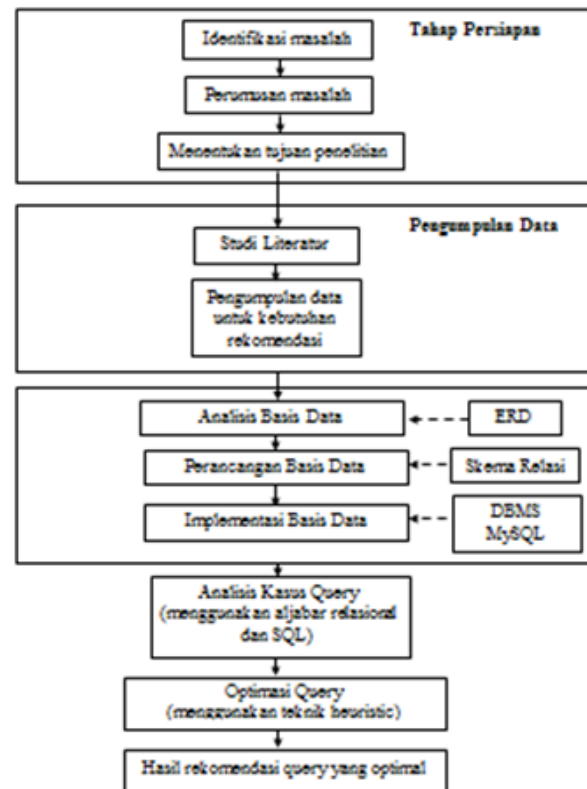 Tahap Persiapan
Identifikasi masalah
Perumusan masalah
Menentukan tujuan penelitian
Pengumpulan Data
Studi Literatur
Pengumpulan data
untuk kebutuhan
rekomendasi
Analisis Basis Data
ERD
Perancangan Basis Data
Skema Relasi
Implementasi Basis Data
DBMS
MySQL
Analisis Kasus Query
(menggunakan aljabar relasional
dan SQL)
Optimasi Query
(menggunakan teknik heuristic)
Hasil rekomendasi query yang optimal